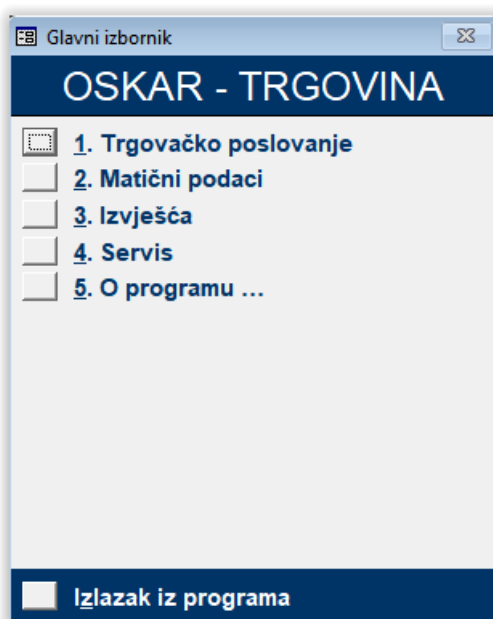 Glavni izbornik
OSKAR - TRGOVINA
1. Trgovačko poslovanje
2. Matični podaci
3. Izvješća
4. Servis
5. O programu ...
Izlazak iz programa